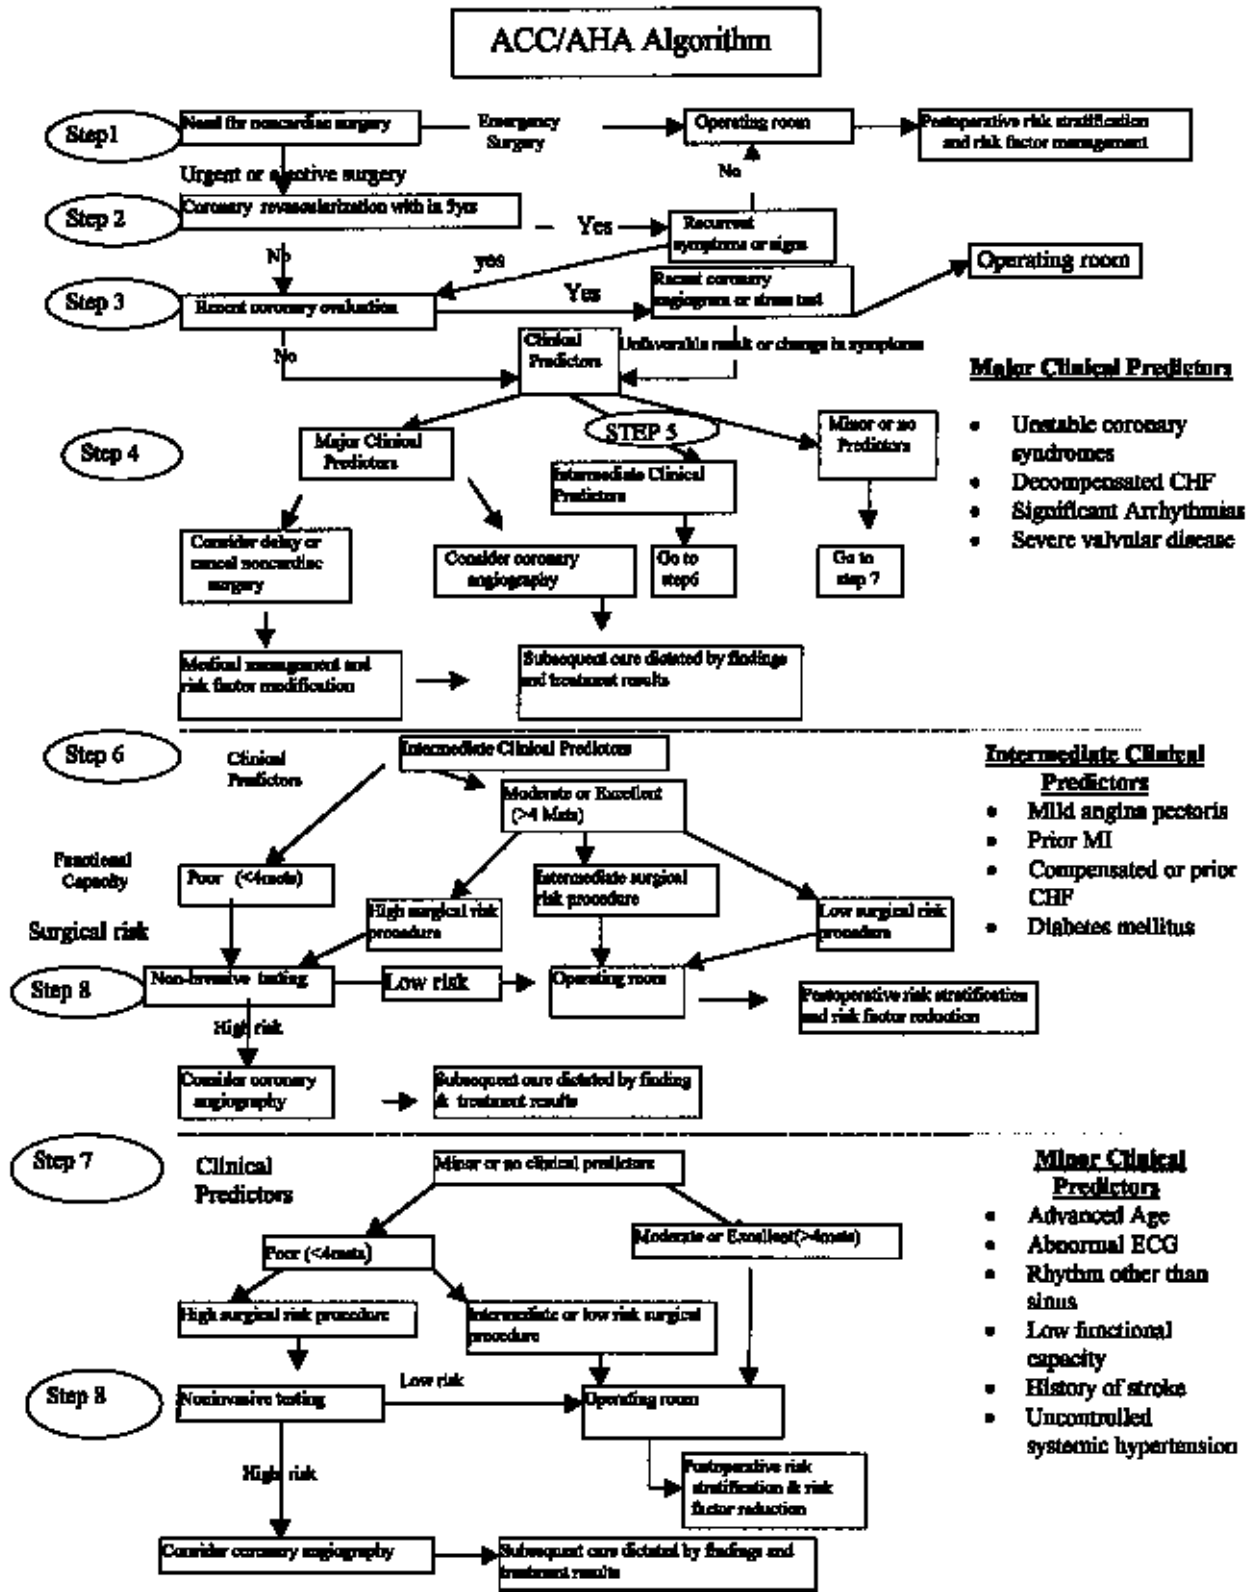 ACC/AHA Algorithm
Step1
Need for noncardiac surgery
Emergency
Surgery
Operating room
Postoperative risk stratification
and risk factor management
Urgent or elective surgery
No
Step 2
Coronary revascularization with in 5yrs
Yes
Recurrent
symptoms or signs
No
yes
Operating room
Step 3
Recent coronary evaluation
Yes
Recent coronary
angiogram or stress test
No
Clinical
Predictors
Unfavorable result or change in symptoms
Major Clinical Predictors
• Unstable coronary
syndromes
• Decompensated CHF
• Significant Arrhythmias
• Severe valvular disease
Step 4
Major Clinical
Predictors
STEP 5
Intermediate Clinical
Predictors
Minor or no
Predictors
Consider delay or
cancel noncardiac
surgery
Consider coronary
angiography
Go to
step6
Go to
step 7
Medical management and
risk factor modification
Subsequent care dictated by findings
and treatment results
Step 6
Clinical
Predictors
Intermediate Clinical Predictors
Moderate or Excellent
(>4 Mets)
Intermediate Clinical
Predictors
• Mild angina pectoris
• Prior MI
• Compensated or prior
CHF
• Diabetes mellitus
Functional
Capacity
Poor (<4mets)
Surgical risk
High surgical risk
procedure
Intermediate surgical
risk procedure
Low surgical risk
procedure
Step 8
Non-invasive testing
Low risk
Operating room
Postoperative risk stratification
and risk factor reduction
High risk
Consider coronary
angiography
Subsequent care dictated by finding
& treatment results
Step 7
Clinical
Predictors
Minor or no clinical predictors
Minor Clinical
Predictors
• Advanced Age
• Abnormal ECG
• Rhythm other than
sinus
• Low functional
capacity
• History of stroke
• Uncontrolled
systemic hypertension
Poor (<4mets)
Moderate or Excellent(>4mets)
High surgical risk procedure
Intermediate or low risk surgical
procedure
Step 8
Noninvasive testing
Low risk
Operating room
High risk
Postoperative risk
stratification & risk
factor reduction
Consider coronary angiography
Subsequent care dictated by findings and
treatment results